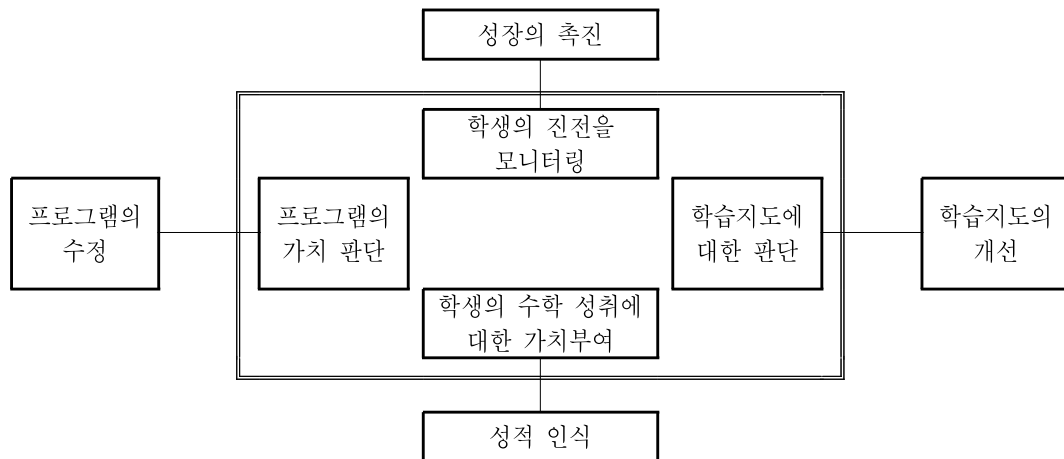 성장의 촉진
학생의 진전을
모니터링
프로그램의
수정
프로그램의
가치 판단
학습지도에
대한 판단
학습지도의
개선
학생의 수학 성취에
대한 가치부여
성적 인식